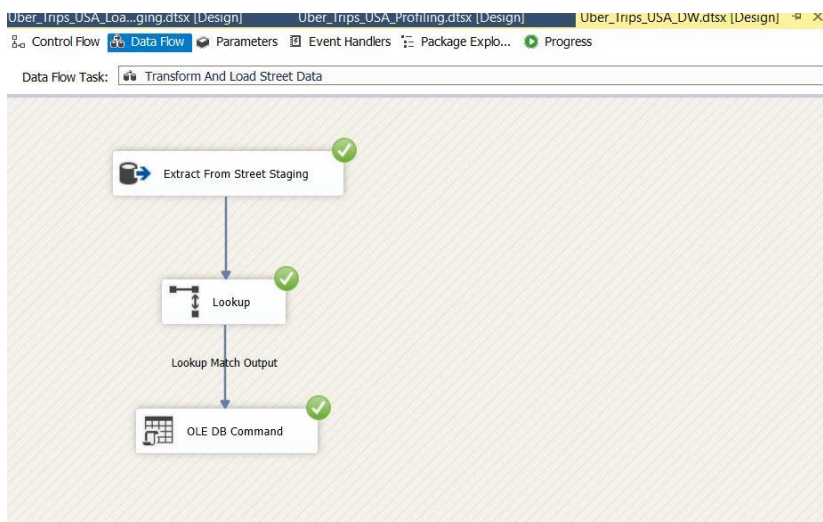 Uber_Trips_USA_Loa...ging.dtsx [Design] Uber_Trips_USA_Profiling.dtsx [Design] Uber_Trips_USA_DW.dtsx [Design]
Control Flow Data Flow Parameters Event Handlers Package Explo... Progress
Data Flow Task: Transform And Load Street Data
Extract From Street Staging
Lookup
Lookup Match Output
OLE DB Command